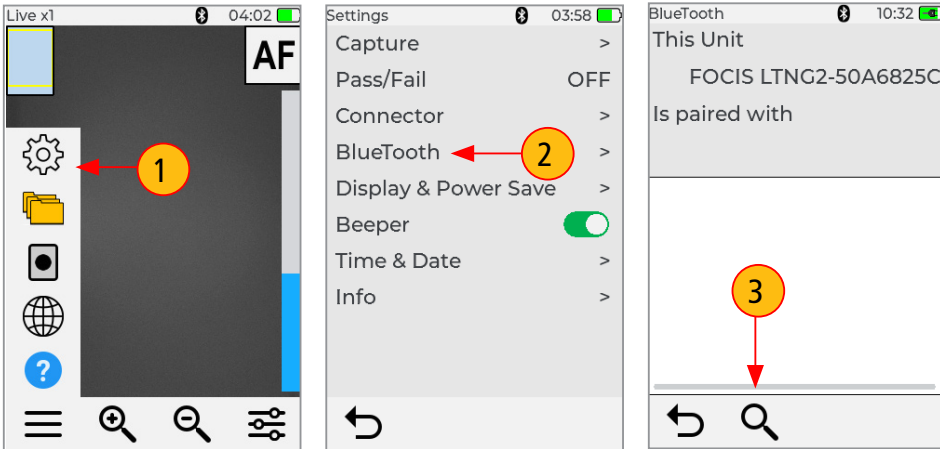 Live x1 04:02
AF
1
?
Settings 03:58
Capture >
Pass/Fail OFF
Connector >
BlueTooth >
2
Display & Power Save >
Beeper
Time & Date >
Info >
BlueTooth 10:32
This Unit
FOCIS LTNG2-50A6825C
Is paired with
3